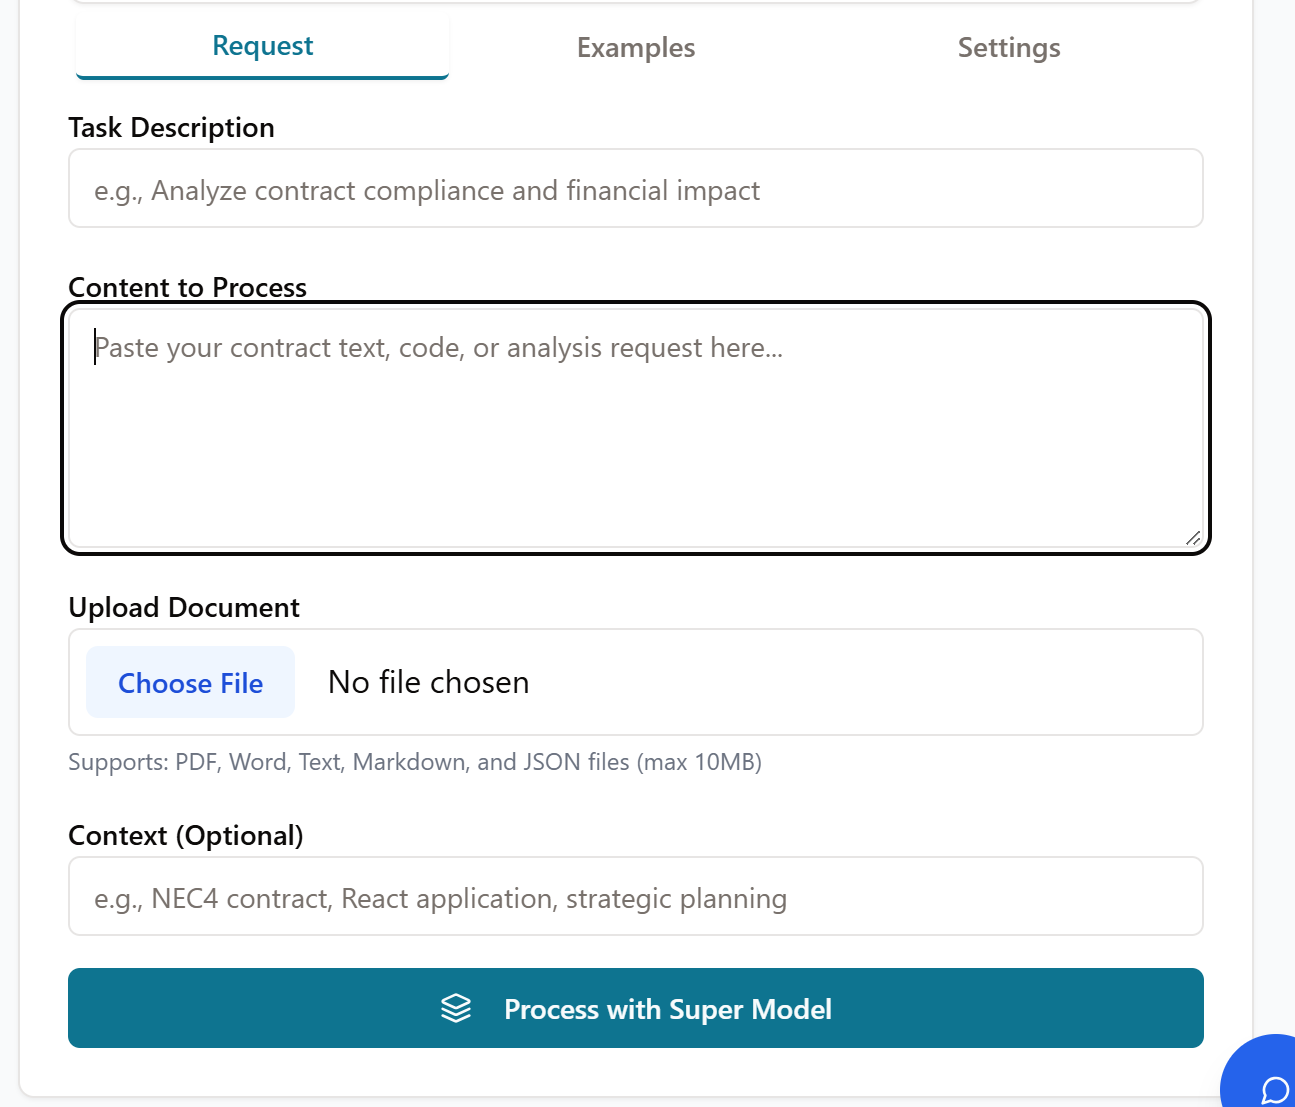 Request
Examples
Settings
Task Description
e.g., Analyze contract compliance and financial impact
Content to Process
Paste your contract text, code, or analysis request here...
Upload Document
Choose File
No file chosen
Supports: PDF, Word, Text, Markdown, and JSON files (max 10MB)
Context (Optional)
e.g., NEC4 contract, React application, strategic planning
Process with Super Model